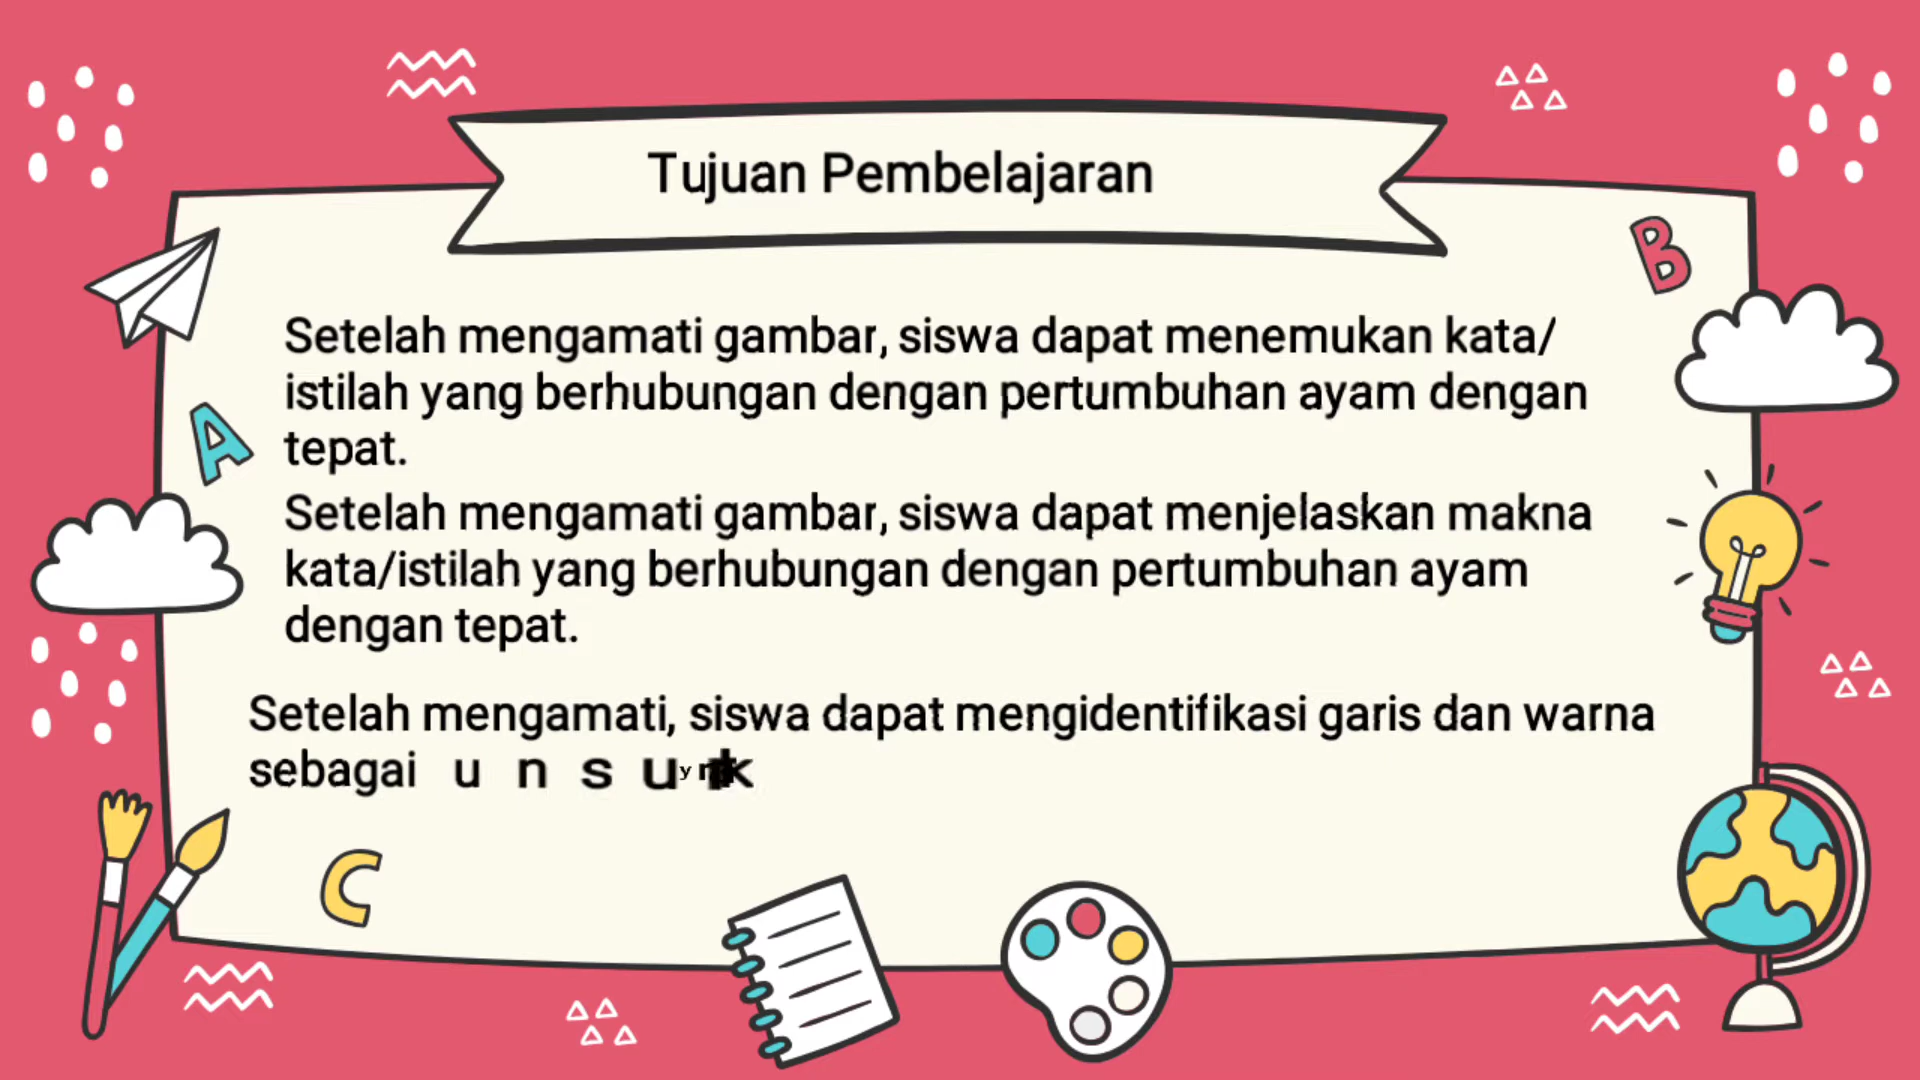 Tujuan Pembelajaran
B
Setelah mengamati gambar, siswa dapat menemukan kata/
istilah yang berhubungan dengan pertumbuhan ayam dengan
tepat.
A
Setelah mengamati gambar, siswa dapat menjelaskan makna
kata/istilah yang berhubungan dengan pertumbuhan ayam
dengan tepat.
Setelah mengamati, siswa dapat mengidentifikasi garis dan warna
sebagai
C